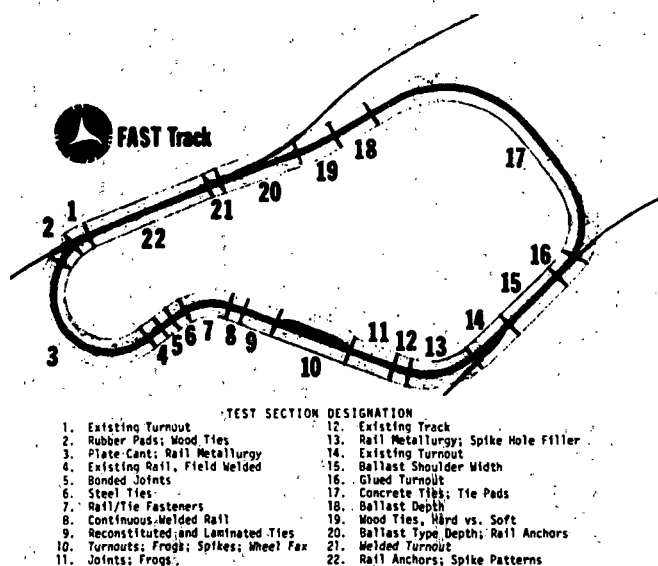 FAST Track
18
19
17
20
21
1
2
22
16
15
3
4
5
6
7
8
9
10
11
12
13
14
TEST SECTION DESIGNATION
1. Existing Turnout
2. Rubber Pads; Wood Ties
3. Plate Cant; Rail Metallurgy
4. Existing Rail, Field Welded
5. Bonded Joints
6. Steel Ties
7. Rail/Tie Fasteners
8. Continuous Welded Rail
9. Reconstituted and Laminated Ties
10. Turnouts; Frogs; Spikes; Wheel Fax
11. Joints; Frogs
12. Existing Track
13. Rail Metallurgy; Spike Hole Filler
14. Existing Turnout
15. Ballast Shoulder Width
16. Glued Turnout
17. Concrete Ties; Tie Pads
18. Ballast Depth
19. Wood Ties, Hard vs. Soft
20. Ballast Type Depth; Rail Anchors
21. Welded Turnout
22. Rail Anchors; Spike Patterns